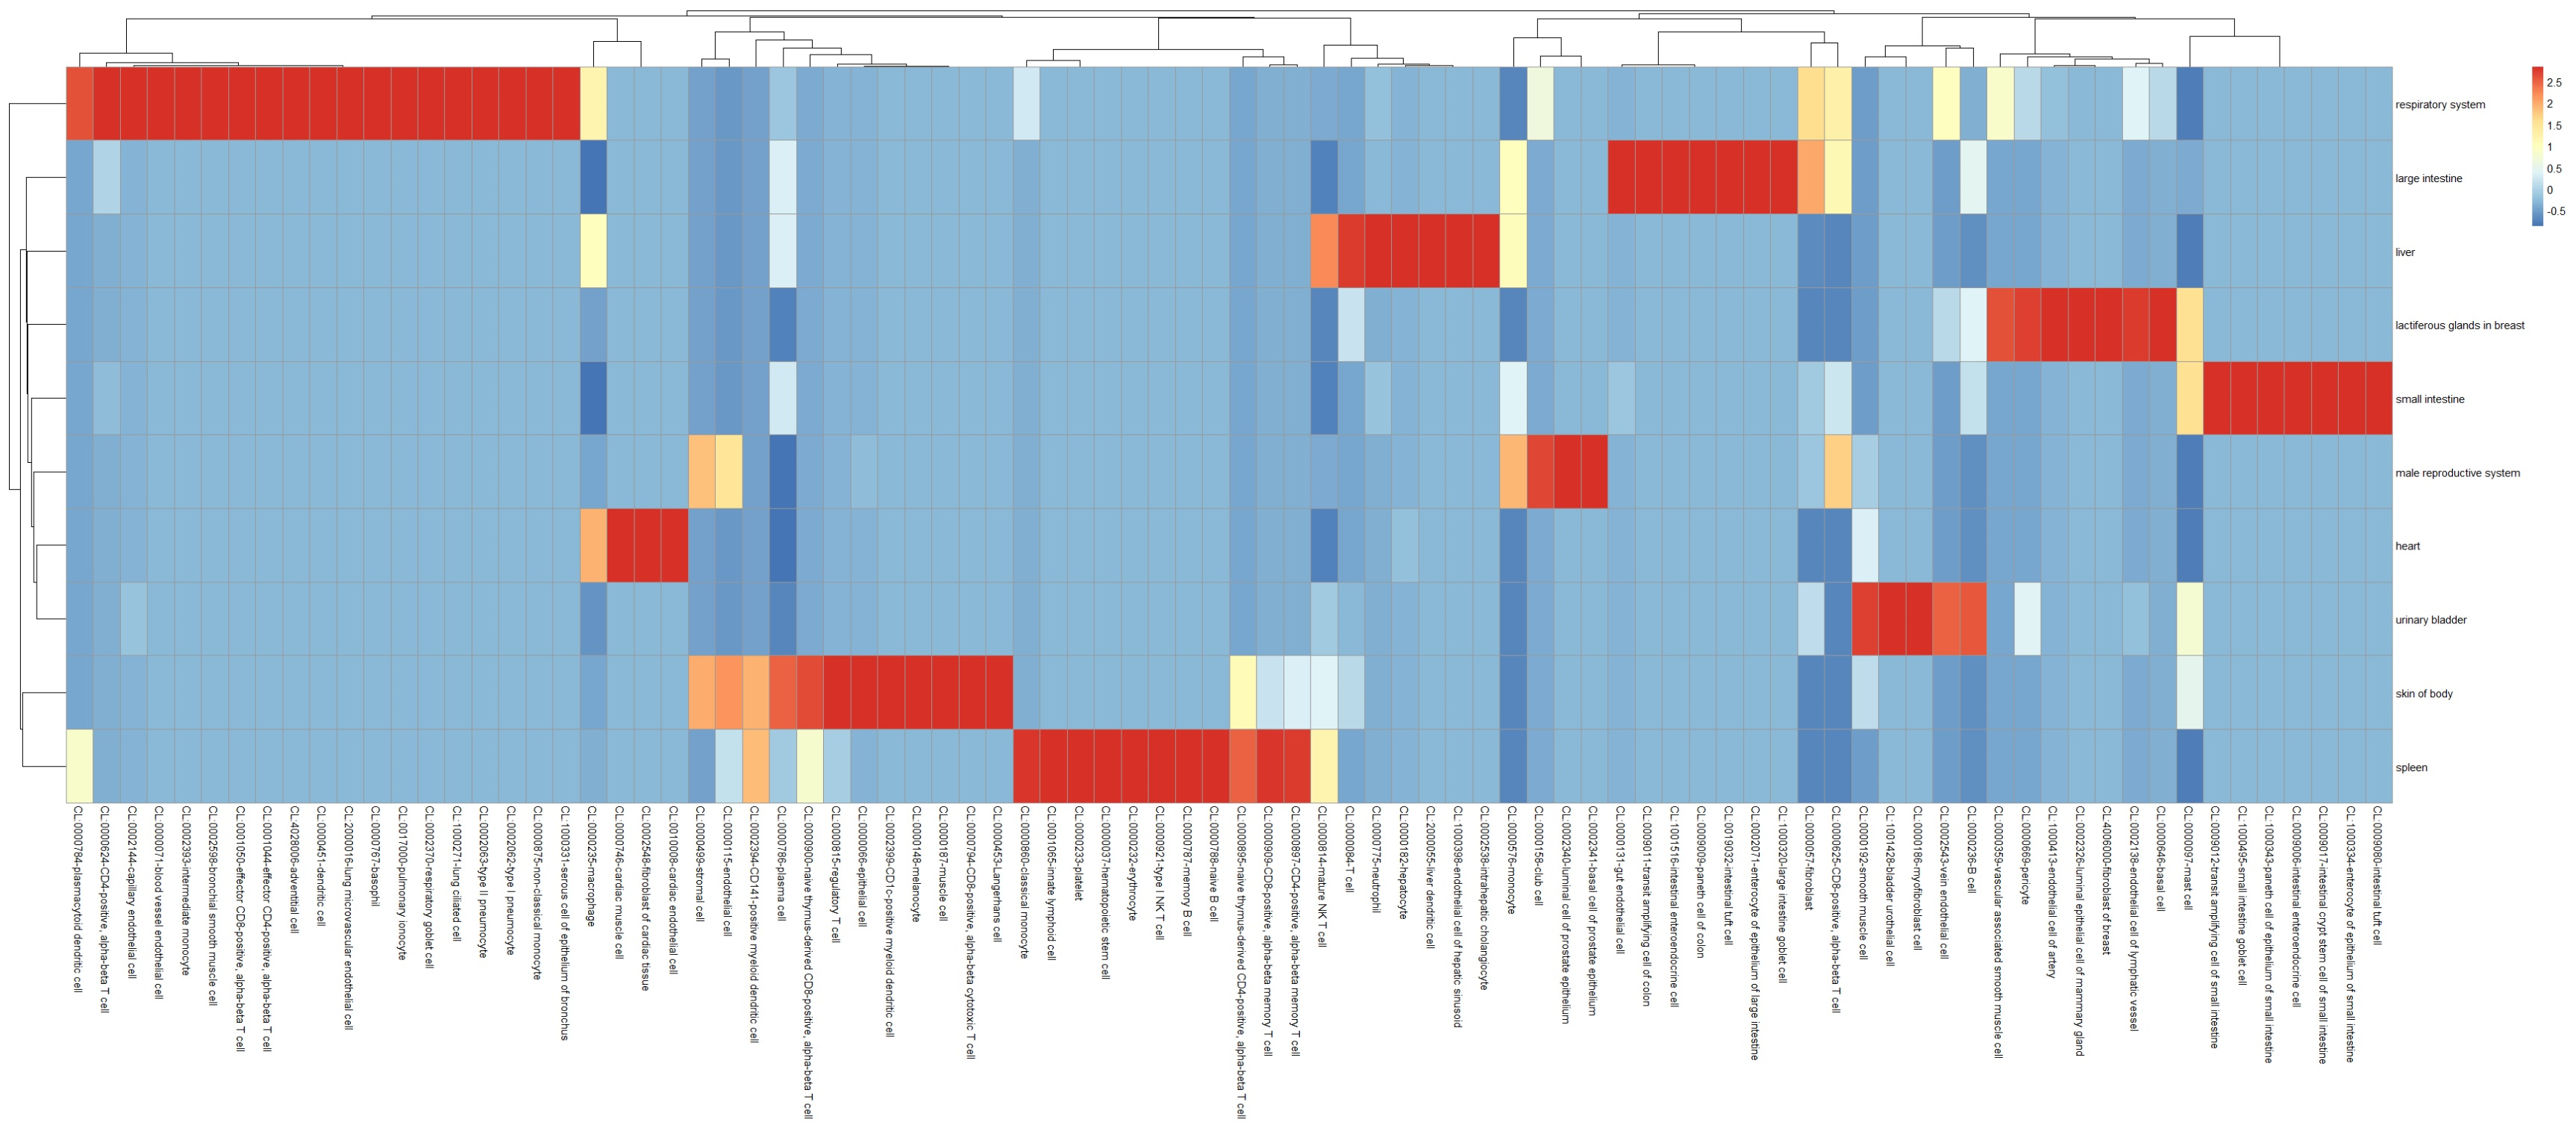 2.5
2
1.5
1
0.5
0
-0.5
respiratory system
large intestine
liver
lactiferous glands in breast
small intestine
male reproductive system
heart
urinary bladder
skin of body
spleen
CL:0000784-plasmacytoid dendritic cell
CL:0000624-CD4-positive, alpha-beta T cell
CL:0002144-capillary endothelial cell
CL:0000071-blood vessel endothelial cell
CL:0002393-intermediate monocyte
CL:0002598-bronchial smooth muscle cell
CL:0001050-effector CD8-positive, alpha-beta T cell
CL:0001044-effector CD4-positive, alpha-beta T cell
CL:4028006-adventitial cell
CL:0000451-dendritic cell
CL:2000016-lung microvascular endothelial cell
CL:0000767-basophil
CL:0017000-pulmonary ionocyte
CL:0002370-respiratory goblet cell
CL:1000271-lung ciliated cell
CL:0002063-type II pneumocyte
CL:0002062-type I pneumocyte
CL:0000875-non-classical monocyte
CL:1000331-serous cell of epithelium of bronchus
CL:0000235-macrophage
CL:0000746-cardiac muscle cell
CL:0002548-fibroblast of cardiac tissue
CL:0010008-cardiac endothelial cell
CL:0000499-stromal cell
CL:0000115-endothelial cell
CL:0002394-CD141-positive myeloid dendritic cell
CL:0000786-plasma cell
CL:0000900-naive thymus-derived CD8-positive, alpha-beta T cell
CL:0000815-regulatory T cell
CL:0000066-epithelial cell
CL:0002399-CD1c-positive myeloid dendritic cell
CL:0000148-melanocyte
CL:0000187-muscle cell
CL:0000794-CD8-positive, alpha-beta cytotoxic T cell
CL:0000453-Langerhans cell
CL:0000860-classical monocyte
CL:0001065-innate lymphoid cell
CL:0000233-platelet
CL:0000037-hematopoietic stem cell
CL:0000232-erythrocyte
CL:0000921-type I NK T cell
CL:0000787-memory B cell
CL:0000788-naive B cell
CL:0000895-naive thymus-derived CD4-positive, alpha-beta T cell
CL:0000909-CD8-positive, alpha-beta memory T cell
CL:0000897-CD4-positive, alpha-beta memory T cell
CL:0000814-mature NK T cell
CL:0000084-T cell
CL:0000775-neutrophil
CL:0000182-hepatocyte
CL:2000055-liver dendritic cell
CL:1000398-endothelial cell of hepatic sinusoid
CL:0002538-intrahepatic cholangiocyte
CL:0000576-monocyte
CL:0000158-club cell
CL:0002340-luminal cell of prostate epithelium
CL:0002341-basal cell of prostate epithelium
CL:0000131-gut endothelial cell
CL:0009011-transit amplifying cell of colon
CL:1001516-intestinal enteroendocrine cell
CL:0009009-paneth cell of colon
CL:0019032-intestinal tuft cell
CL:0002071-enterocyte of epithelium of large intestine
CL:1000320-large intestine goblet cell
CL:0000057-fibroblast
CL:0000625-CD8-positive, alpha-beta T cell
CL:0000192-smooth muscle cell
CL:1001428-bladder urothelial cell
CL:0000186-myofibroblast cell
CL:0002543-vein endothelial cell
CL:0000236-B cell
CL:0000359-vascular associated smooth muscle cell
CL:0000669-pericyte
CL:1000413-endothelial cell of artery
CL:0002326-luminal epithelial cell of mammary gland
CL:4006000-fibroblast of breast
CL:0002138-endothelial cell of lymphatic vessel
CL:0000646-basal cell
CL:0000097-mast cell
CL:0009012-transit amplifying cell of small intestine
CL:1000495-small intestine goblet cell
CL:1000343-paneth cell of epithelium of small intestine
CL:0009006-intestinal enteroendocrine cell
CL:0009017-intestinal crypt stem cell of small intestine
CL:1000334-enterocyte of epithelium of small intestine
CL:0009080-intestinal tuft cell